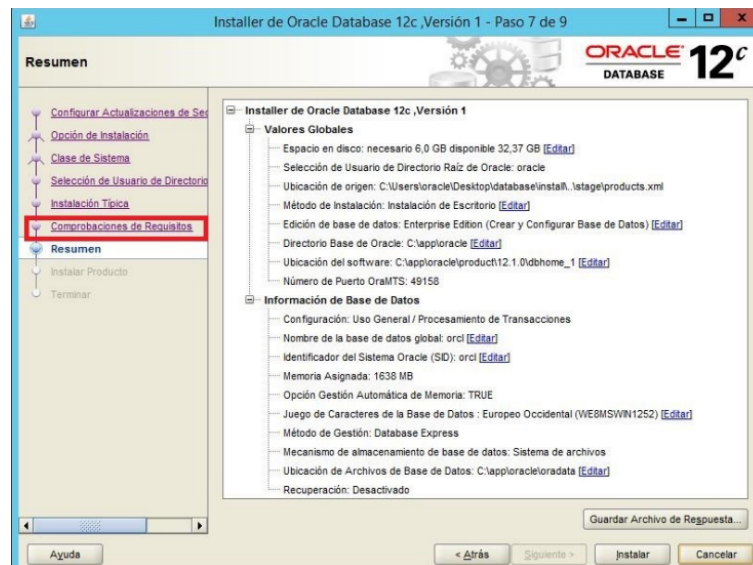 Installer de Oracle Database 12c ,Versión 1 - Paso 7 de 9
Resumen
ORACLE
DATABASE
12c
Configurar Actualizaciones de Sec
Opción de Instalación
Clase de Sistema
Selección de Usuario de Directorio
Instalación Típica
Comprobaciones de Requisitos
Resumen
Instalar Producto
Terminar
Installer de Oracle Database 12c ,Versión 1
Valores Globales
Espacio en disco: necesario 6,0 GB disponible 32,37 GB [Editar]
Selección de Usuario de Directorio Raíz de Oracle: oracle
Ubicación de origen: C:\Users\oracle\Desktop\database\install\..\stage\products.xml
Método de Instalación: Instalación de Escritorio [Editar]
Edición de base de datos: Enterprise Edition (Crear y Configurar Base de Datos) [Editar]
Directorio Base de Oracle: C:\app\oracle [Editar]
Ubicación del software: C:\app\oracle\product\12.1.0\dbhome_1 [Editar]
Número de Puerto OraMTS: 49158
Información de Base de Datos
Configuración: Uso General / Procesamiento de Transacciones
Nombre de la base de datos global: orcl [Editar]
Identificador del Sistema Oracle (SID): orcl [Editar]
Memoria Asignada: 1638 MB
Opción Gestión Automática de Memoria: TRUE
Juego de Caracteres de la Base de Datos : Europeo Occidental (WE8MSWIN1252) [Editar]
Método de Gestión: Database Express
Mecanismo de almacenamiento de base de datos: Sistema de archivos
Ubicación de Archivos de Base de Datos: C:\app\oracle\oradata [Editar]
Recuperación: Desactivado
Guardar Archivo de Respuesta...
Ayuda
< Atrás
Siguiente >
Instalar
Cancelar